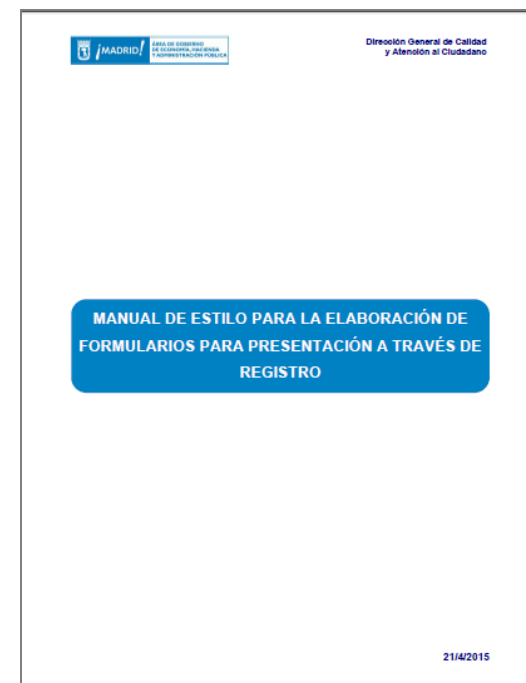 ¡MADRID!
ÁREA DE GOBIERNO
DE ECONOMÍA, HACIENDA
Y ADMINISTRACIÓN PÚBLICA
Dirección General de Calidad
y Atención al Ciudadano
MANUAL DE ESTILO PARA LA ELABORACIÓN DE
FORMULARIOS PARA PRESENTACIÓN A TRAVÉS DE
REGISTRO
21/4/2015